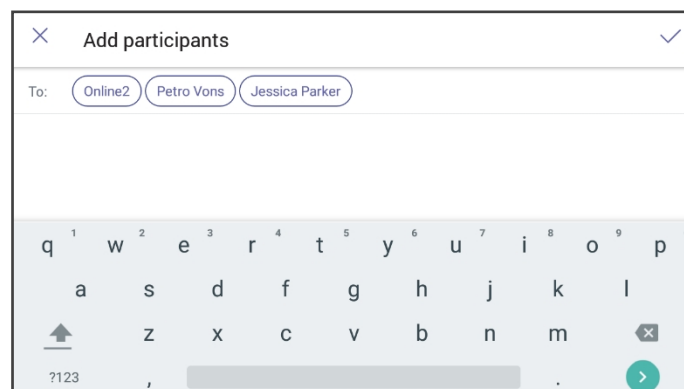 Add participants
To: Online2 Petro Vons Jessica Parker
q 1 w 2 e 3 r 4 t 5 y 6 u 7 i 8 o 9 p
a s d f g h j k l
z x c v b n m
?123 , .